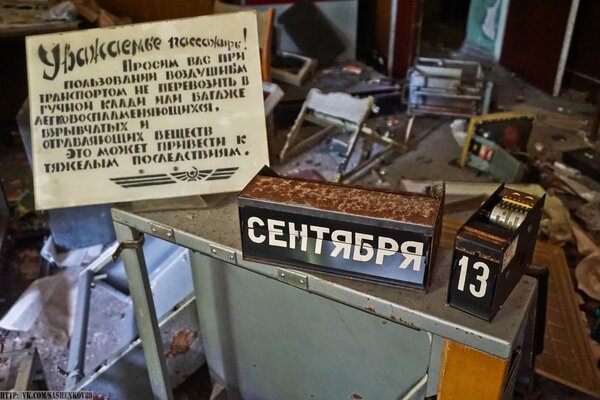 Уважаемые пассажиры!
Просим вас при
пользовании воздушным
транспортом не перевозить в
ручной клади или багаже
легковоспламеняющихся,
взрывчатых и
отравляющих веществ
это может привести к
тяжелым последствиям.
СЕНТЯБРЯ
13
HTTP://VK.COM/SASHENKOV89